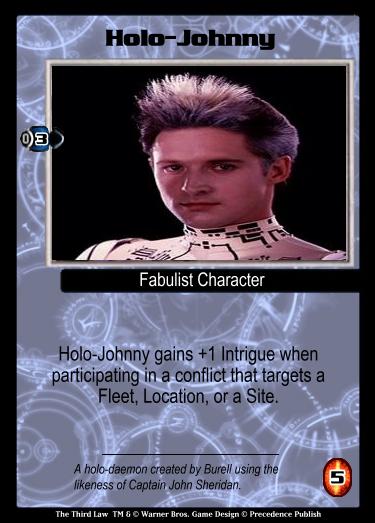 Holo-Johnny
3
Fabulist Character
Holo-Johnny gains +1 Intrigue when
participating in a conflict that targets a
Fleet, Location, or a Site.
A holo-daemon created by Burell using the
likeness of Captain John Sheridan.
5
The Third Law TM & © Warner Bros. Game Design © Precedence Publish